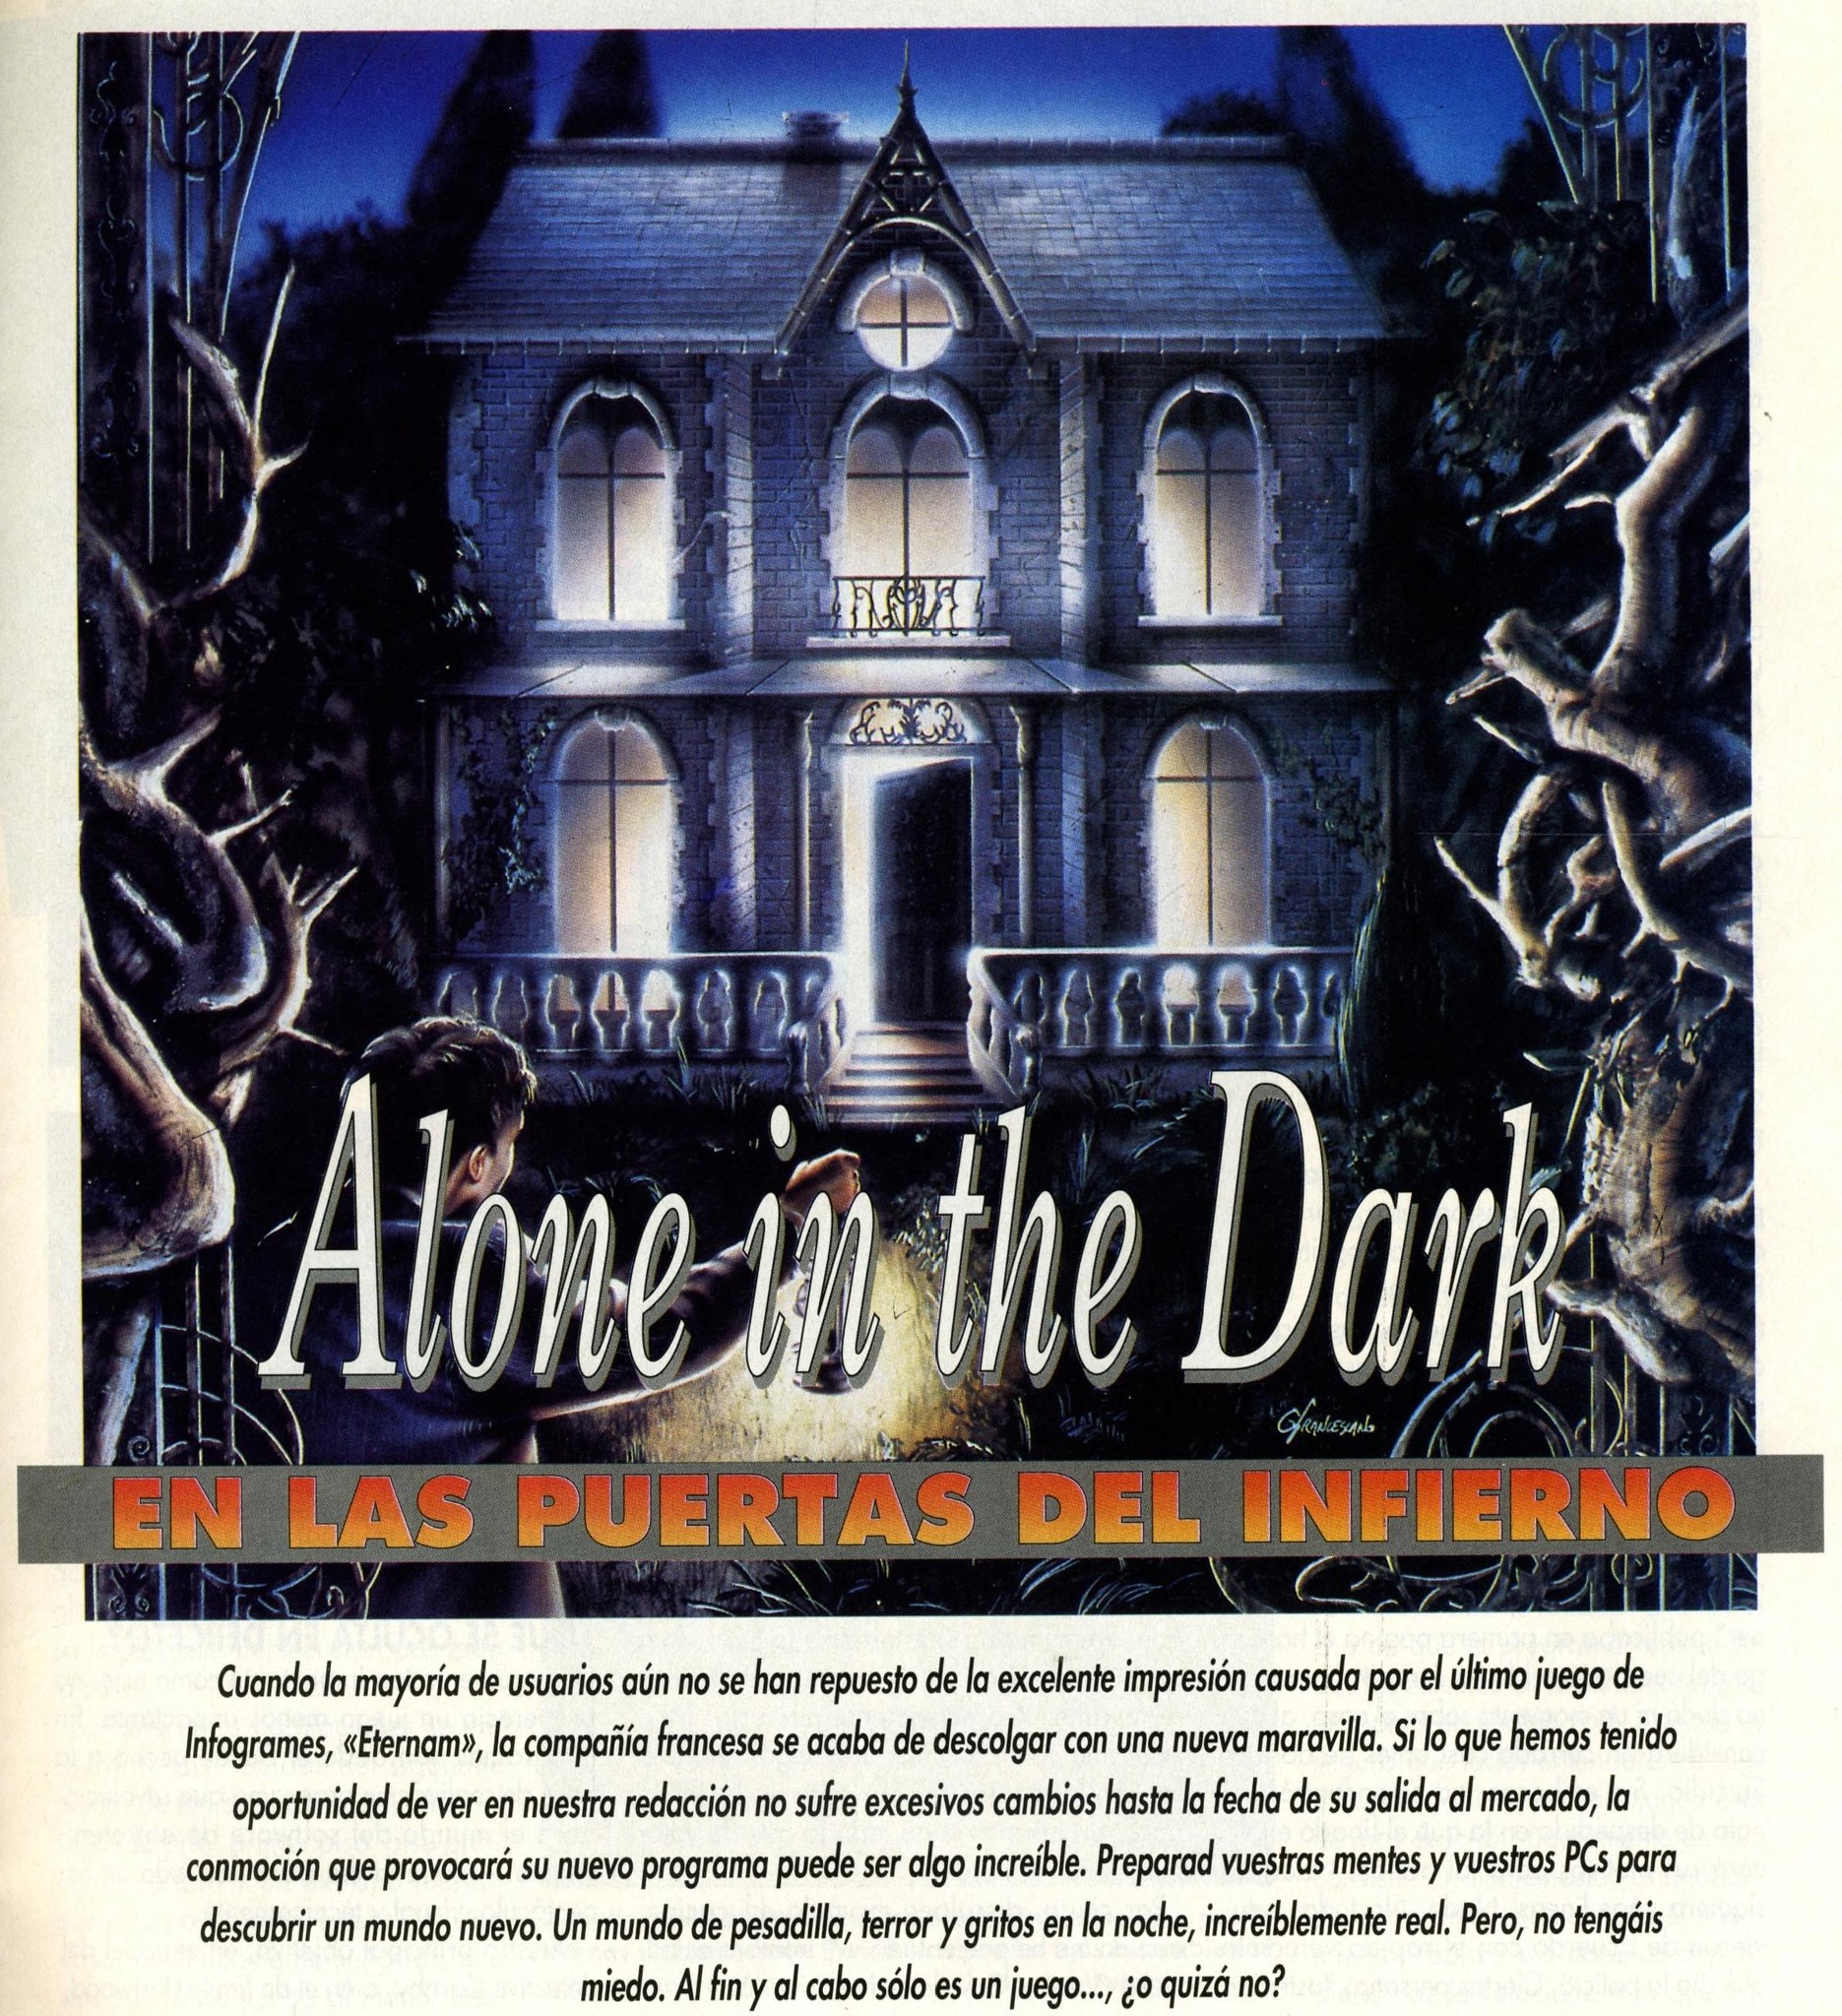 Alone in the Dark
GFRANCESCANO
EN LAS PUERTAS DEL INFIERNO
Cuando la mayoría de usuarios aún no se han repuesto de la excelente impresión causada por el último juego de
Infogrames, «Eternam», la compañía francesa se acaba de descolgar con una nueva maravilla. Si lo que hemos tenido
oportunidad de ver en nuestra redacción no sufre excesivos cambios hasta la fecha de su salida al mercado, la
conmoción que provocará su nuevo programa puede ser algo increíble. Preparad vuestras mentes y vuestros PCs para
descubrir un mundo nuevo. Un mundo de pesadilla, terror y gritos en la noche, increíblemente real. Pero, no tengáis
miedo. Al fin y al cabo sólo es un juego..., ¿o quizá no?